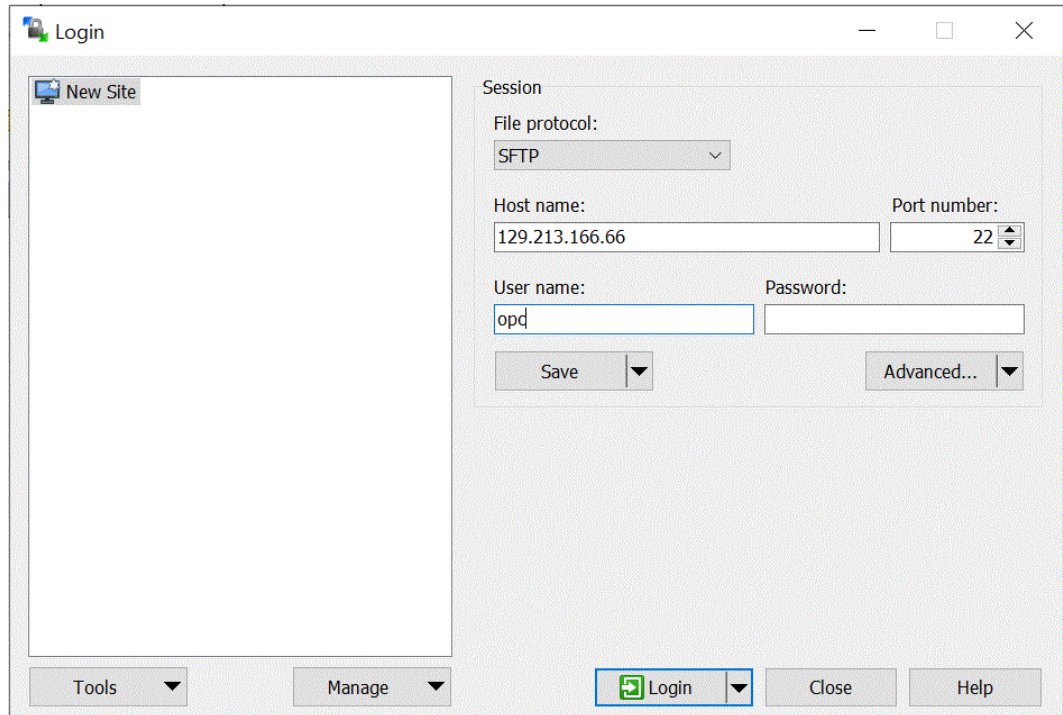 Login
New Site
Session
File protocol:
SFTP
Host name:
Port number:
129.213.166.66
22
User name:
Password:
opc
Save
Advanced...
Tools
Manage
Login
Close
Help